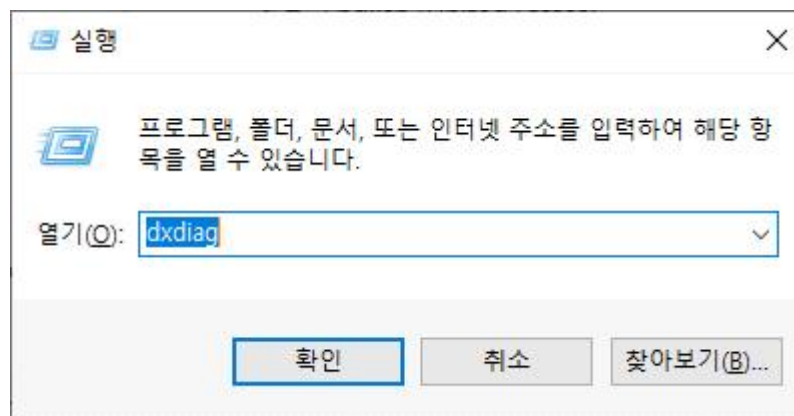 실행
프로그램, 폴더, 문서, 또는 인터넷 주소를 입력하여 해당 항
목을 열 수 있습니다.
열기(O): dxdiag
확인 취소 찾아보기(B)...